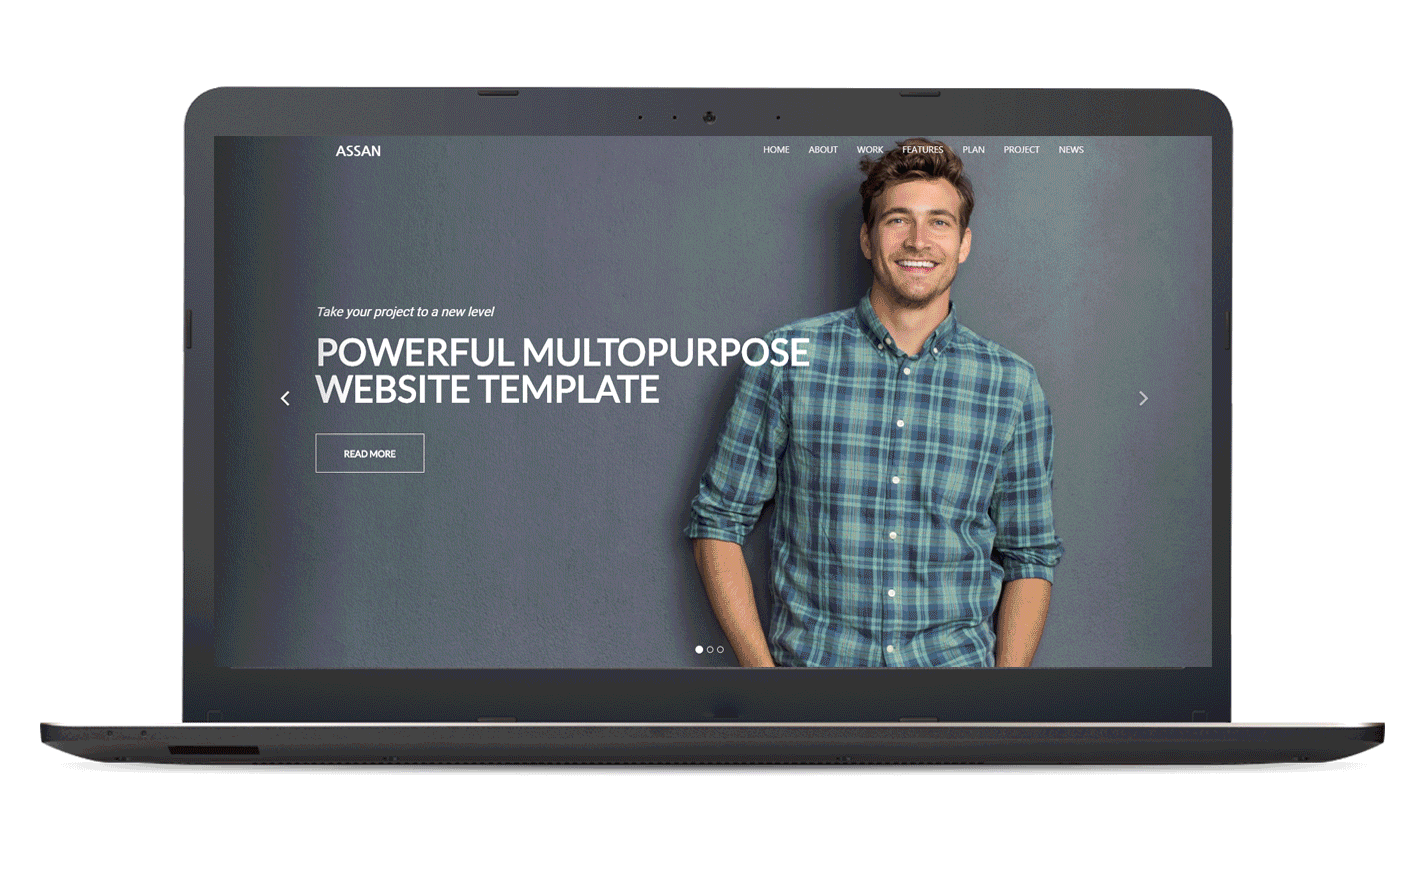 ASSAN
HOME ABOUT WORK FEATURES PLAN PROJECT NEWS
Take your project to a new level
POWERFUL MULTOPURPOSE
WEBSITE TEMPLATE
READ MORE